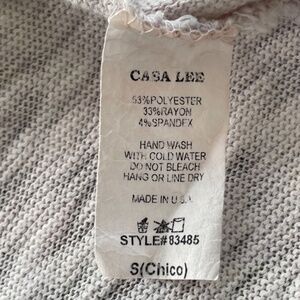 CASA LEE
63%POLYESTER
33%RAYON
4%SPANDEX
HAND WASH
WITH COLD WATER
DO NOT BLEACH
HANG OR LINE DRY
MADE IN U.S.A.
STYLE#83485
S(Chico)